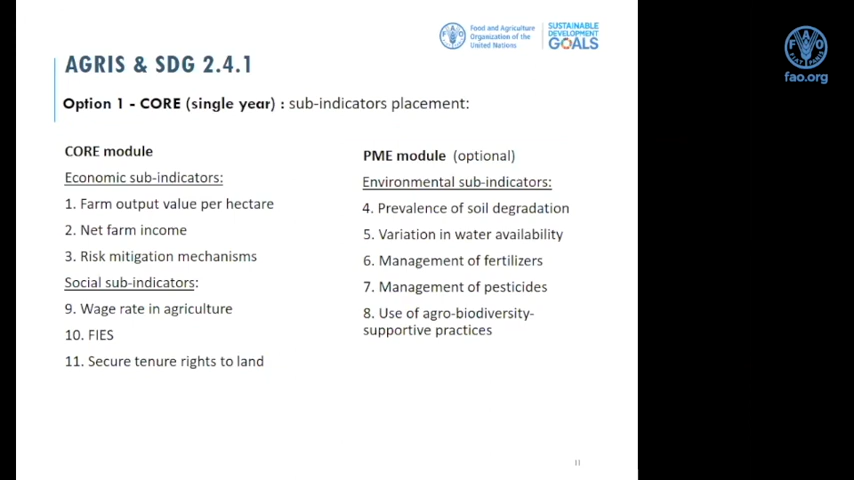 Food and Agriculture
Organization of the
United Nations
SUSTAINABLE
DEVELOPMENT
GOALS
AGRIS & SDG 2.4.1
Option 1 - CORE (single year) : sub-indicators placement:
CORE module
Economic sub-indicators:
1. Farm output value per hectare
2. Net farm income
3. Risk mitigation mechanisms
Social sub-indicators:
9. Wage rate in agriculture
10. FIES
11. Secure tenure rights to land
PME module (optional)
Environmental sub-indicators:
4. Prevalence of soil degradation
5. Variation in water availability
6. Management of fertilizers
7. Management of pesticides
8. Use of agro-biodiversity-
supportive practices
11
F A O
FIAT PANIS
fao.org